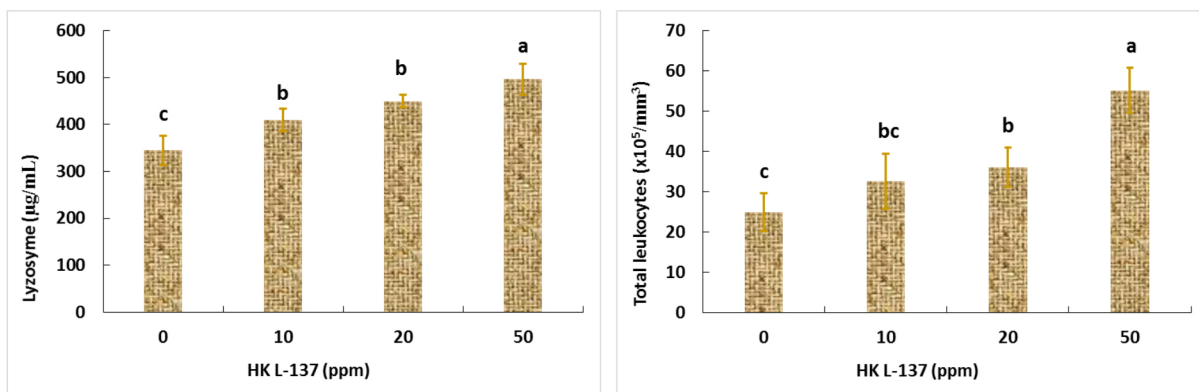 600
500
400
300
200
100
0
Lyzosyme (µg/mL)
c
b
b
a
0 10 20 50
HK L-137 (ppm)
70
60
50
40
30
20
10
0
Total leukocytes (x10⁵/mm³)
c
bc
b
a
0 10 20 50
HK L-137 (ppm)